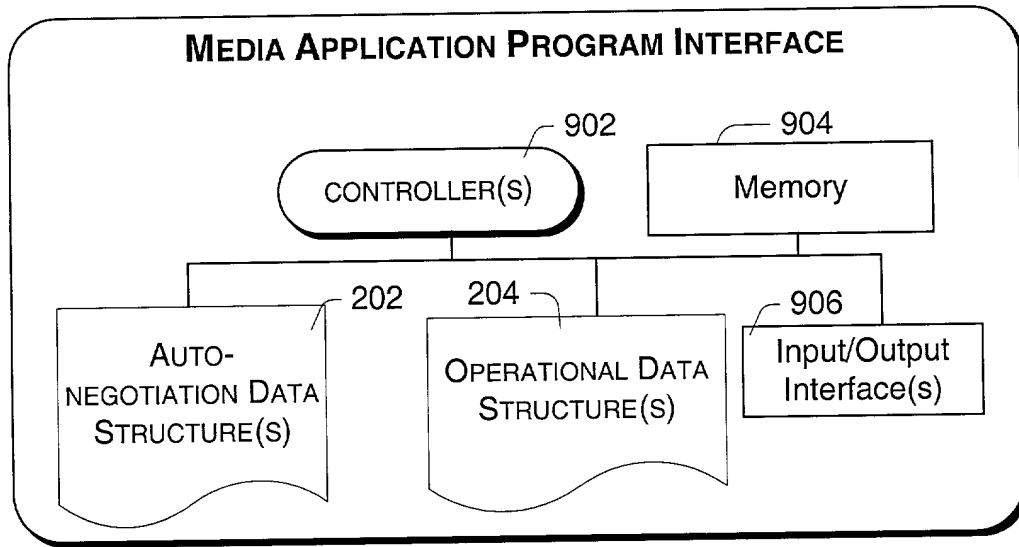 MEDIA APPLICATION PROGRAM INTERFACE
902
904
CONTROLLER(S)
Memory
202
204
906
AUTO-
NEGOTIATION DATA
STRUCTURE(S)
OPERATIONAL DATA
STRUCTURE(S)
Input/Output
Interface(s)